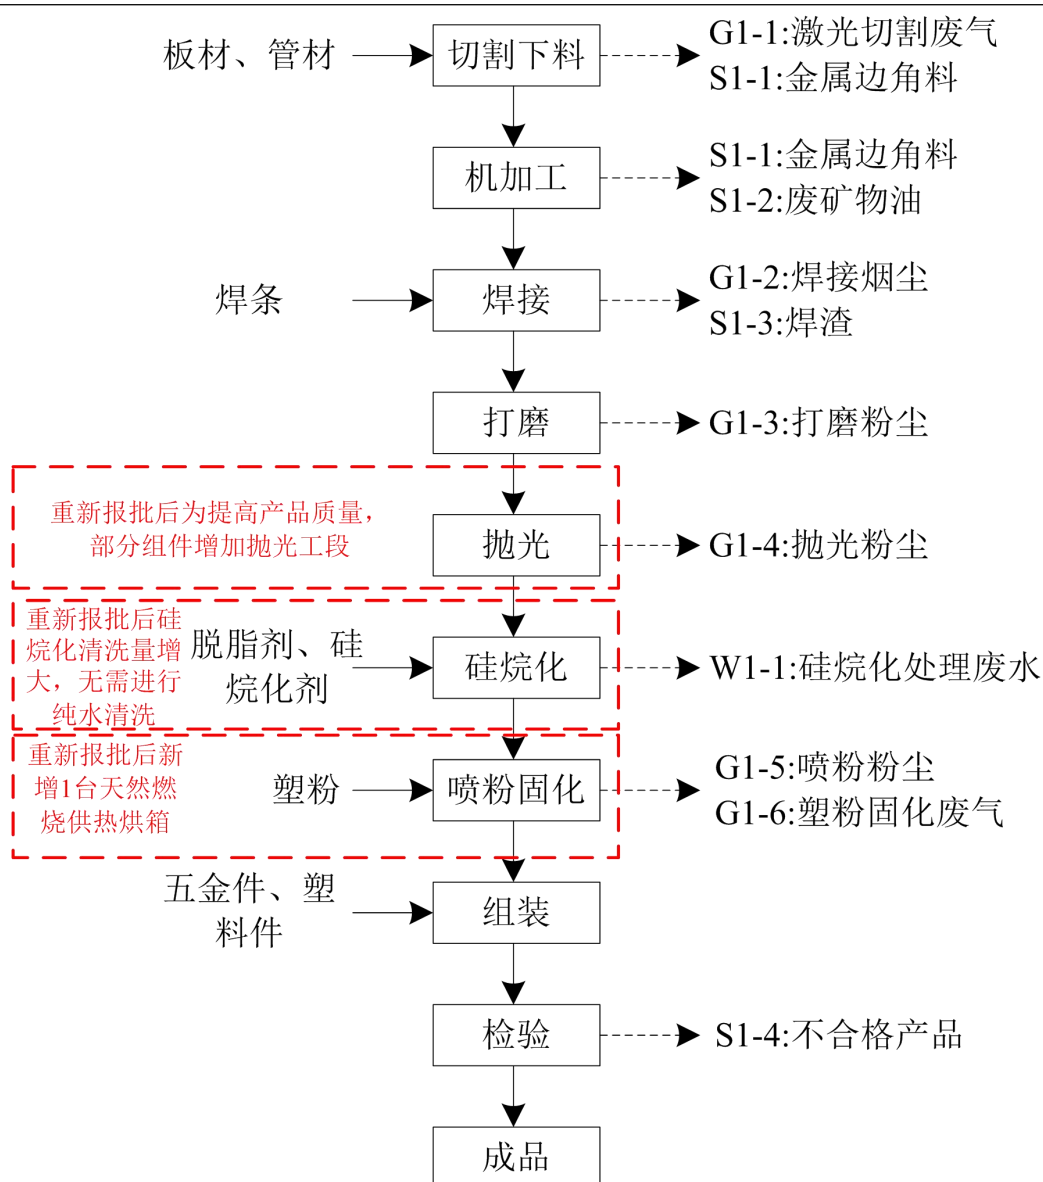 板材、管材
切割下料
G1-1:激光切割废气
S1-1:金属边角料
机加工
S1-1:金属边角料
S1-2:废矿物油
焊条
焊接
G1-2:焊接烟尘
S1-3:焊渣
打磨
G1-3:打磨粉尘
重新报批后为提高产品质量，
部分组件增加抛光工段
抛光
G1-4:抛光粉尘
重新报批后硅
烷化清洗量增
大，无需进行
纯水清洗
脱脂剂、硅
烷化剂
硅烷化
W1-1:硅烷化处理废水
重新报批后新
增1台天然燃
烧供热烘箱
塑粉
喷粉固化
G1-5:喷粉粉尘
G1-6:塑粉固化废气
五金件、塑
料件
组装
检验
S1-4:不合格产品
成品